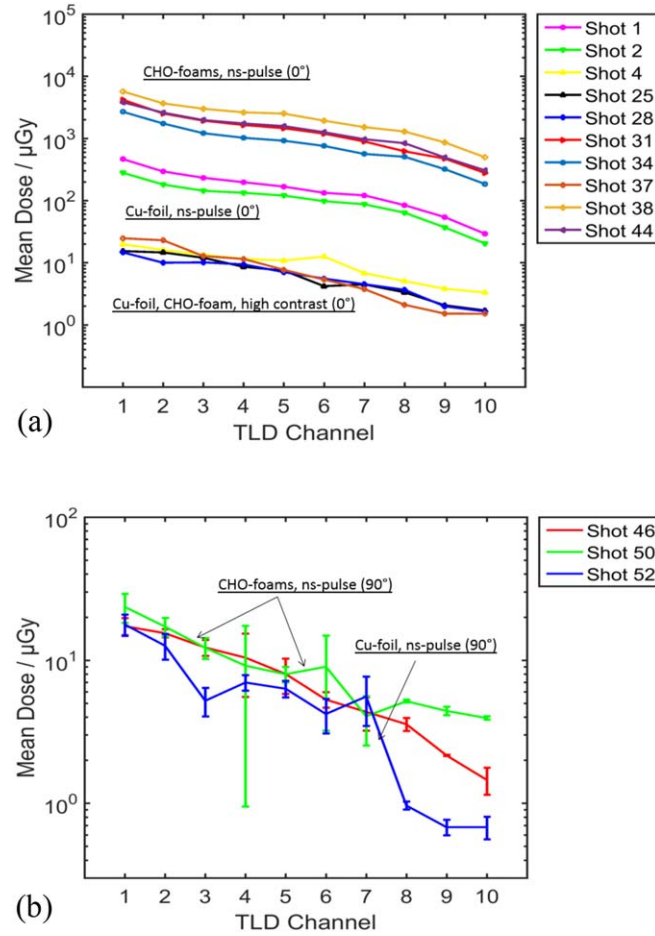 10^5
10^4
10^3
10^2
10^1
10^0
Mean Dose / µGy
CHO-foams, ns-pulse (0°)
Cu-foil, ns-pulse (0°)
Cu-foil, CHO-foam, high contrast (0°)
1 2 3 4 5 6 7 8 9 10
TLD Channel
(a)
Shot 1
Shot 2
Shot 4
Shot 25
Shot 28
Shot 31
Shot 34
Shot 37
Shot 38
Shot 44
10^2
10^1
10^0
Mean Dose / µGy
CHO-foams, ns-pulse (90°)
Cu-foil, ns-pulse (90°)
1 2 3 4 5 6 7 8 9 10
TLD Channel
(b)
Shot 46
Shot 50
Shot 52